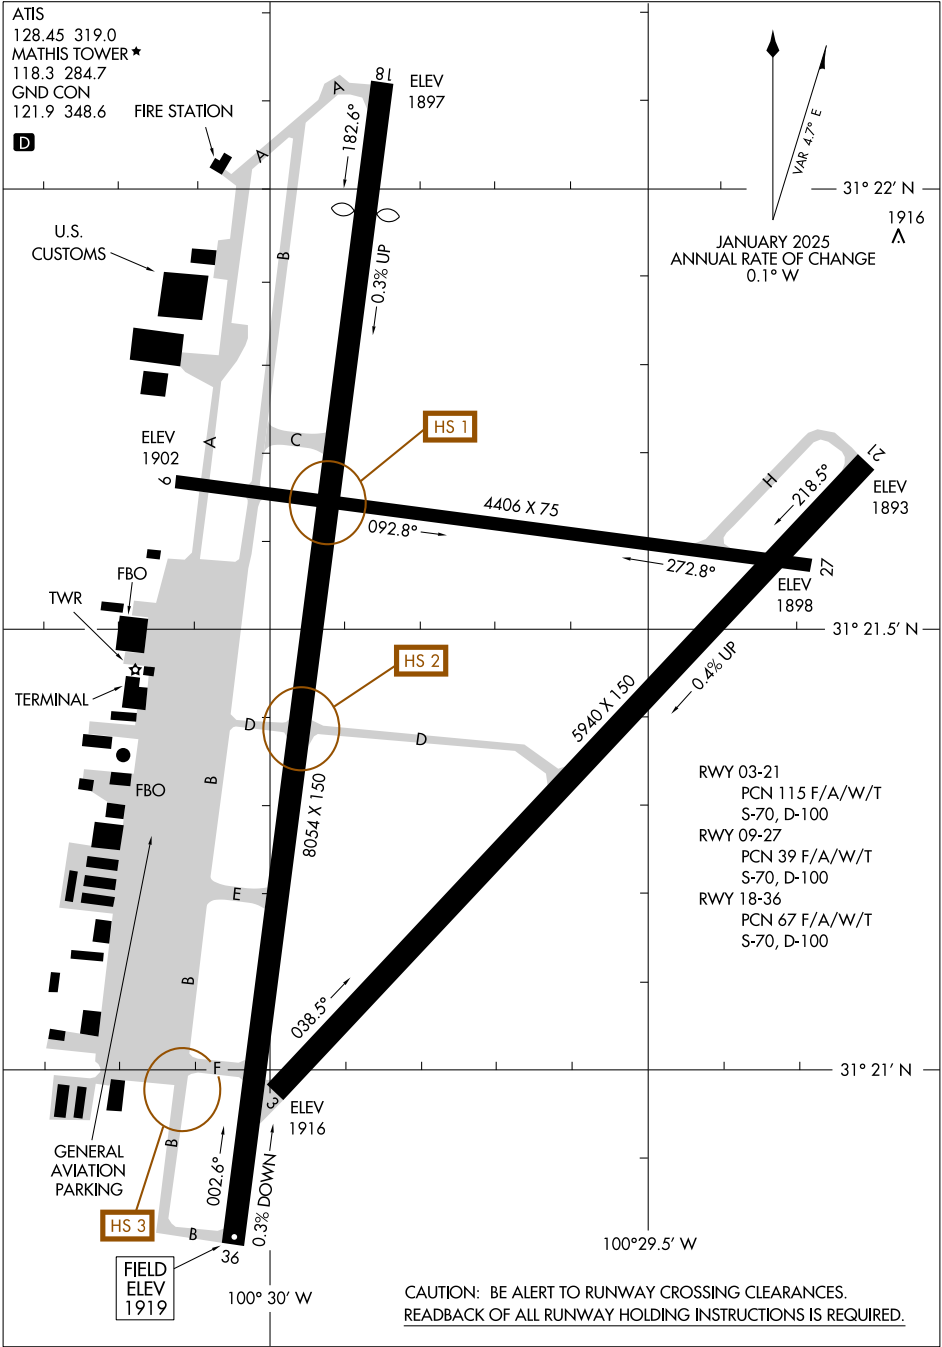 ATIS
128.45 319.0
MATHIS TOWER ★
118.3 284.7
GND CON
121.9 348.6
D
FIRE STATION
A
A
18
ELEV
1897
182.6°
VAR 4.7° E
31° 22' N
1916
JANUARY 2025
ANNUAL RATE OF CHANGE
0.1° W
U.S.
CUSTOMS
B
0.3% UP
HS 1
ELEV
1902
A
C
9
4406 X 75
092.8°
272.8°
H
218.5°
21
ELEV
1893
27
ELEV
1898
FBO
TWR
TERMINAL
31° 21.5' N
HS 2
0.4% UP
5940 X 150
D
D
B
FBO
8054 X 150
E
RWY 03-21
PCN 115 F/A/W/T
S-70, D-100
RWY 09-27
PCN 39 F/A/W/T
S-70, D-100
RWY 18-36
PCN 67 F/A/W/T
S-70, D-100
B
038.5°
F
31° 21' N
3
ELEV
1916
B
GENERAL
AVIATION
PARKING
002.6°
0.3% DOWN
HS 3
B
36
FIELD
ELEV
1919
100° 30' W
100°29.5' W
CAUTION: BE ALERT TO RUNWAY CROSSING CLEARANCES.
READBACK OF ALL RUNWAY HOLDING INSTRUCTIONS IS REQUIRED.